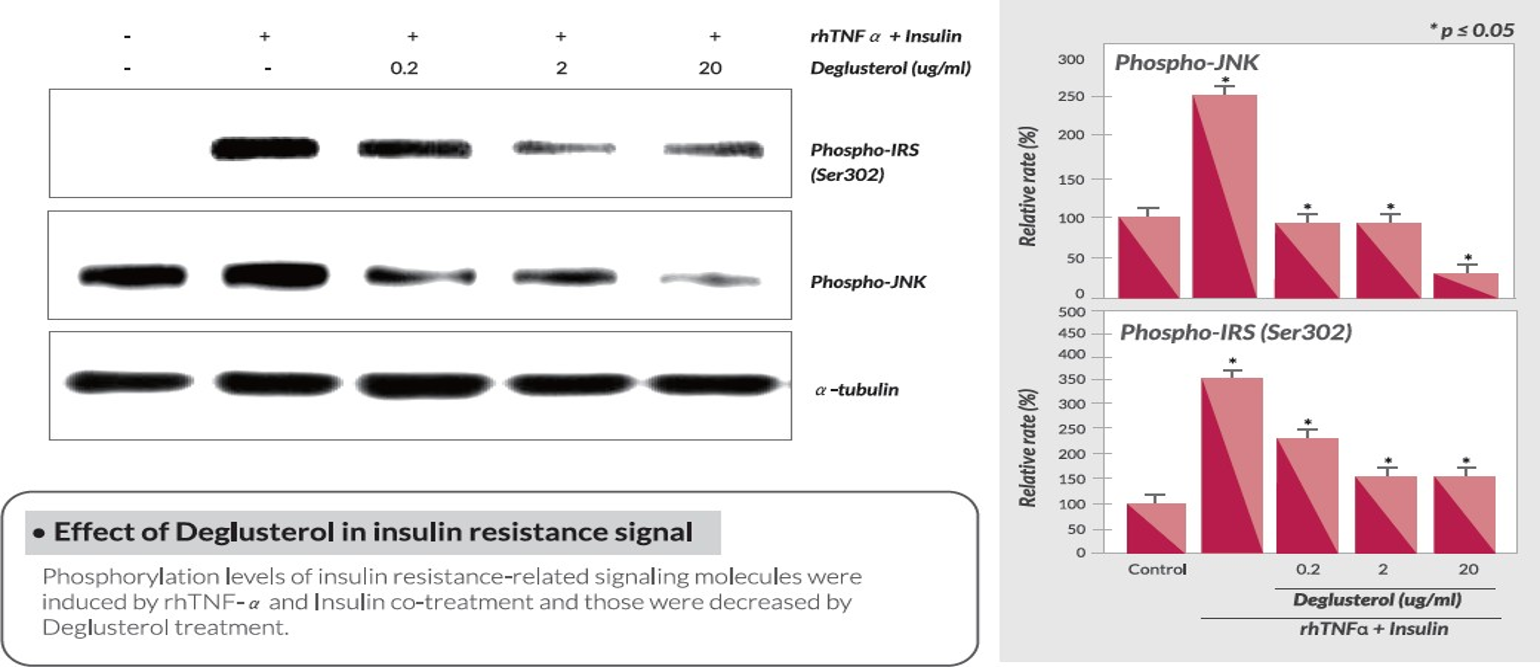 - + + + + rhTNF α + Insulin
- - 0.2 2 20 Deglusterol (ug/ml)
Phospho-IRS
(Ser302)
Phospho-JNK
α-tubulin
• Effect of Deglusterol in insulin resistance signal
Phosphorylation levels of insulin resistance-related signaling molecules were
induced by rhTNF-α and Insulin co-treatment and those were decreased by
Deglusterol treatment.
* p ≤ 0.05
Phospho-JNK
Relative rate (%)
300
250
200
150
100
50
0
* * * *
Phospho-IRS (Ser302)
Relative rate (%)
500
450
400
350
300
250
200
150
100
50
0
* * * *
Control 0.2 2 20
Deglusterol (ug/ml)
rhTNFα + Insulin